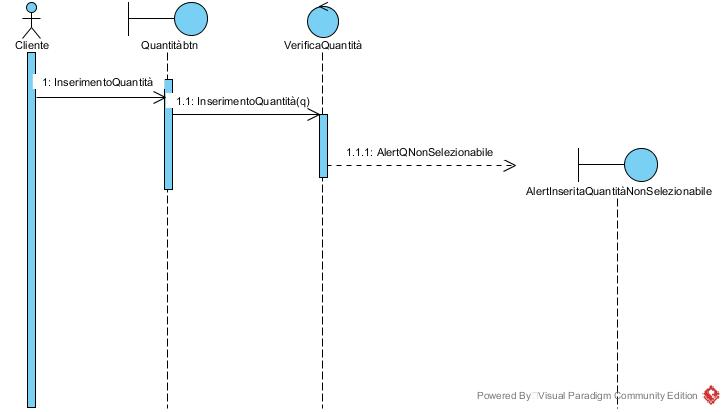 Cliente
Quantitàbtn
VerificaQuantità
1: InserimentoQuantità
1.1: InserimentoQuantità(q)
1.1.1: AlertQNonSelezionabile
AlertInseritaQuantitàNonSelezionabile
Powered By Visual Paradigm Community Edition